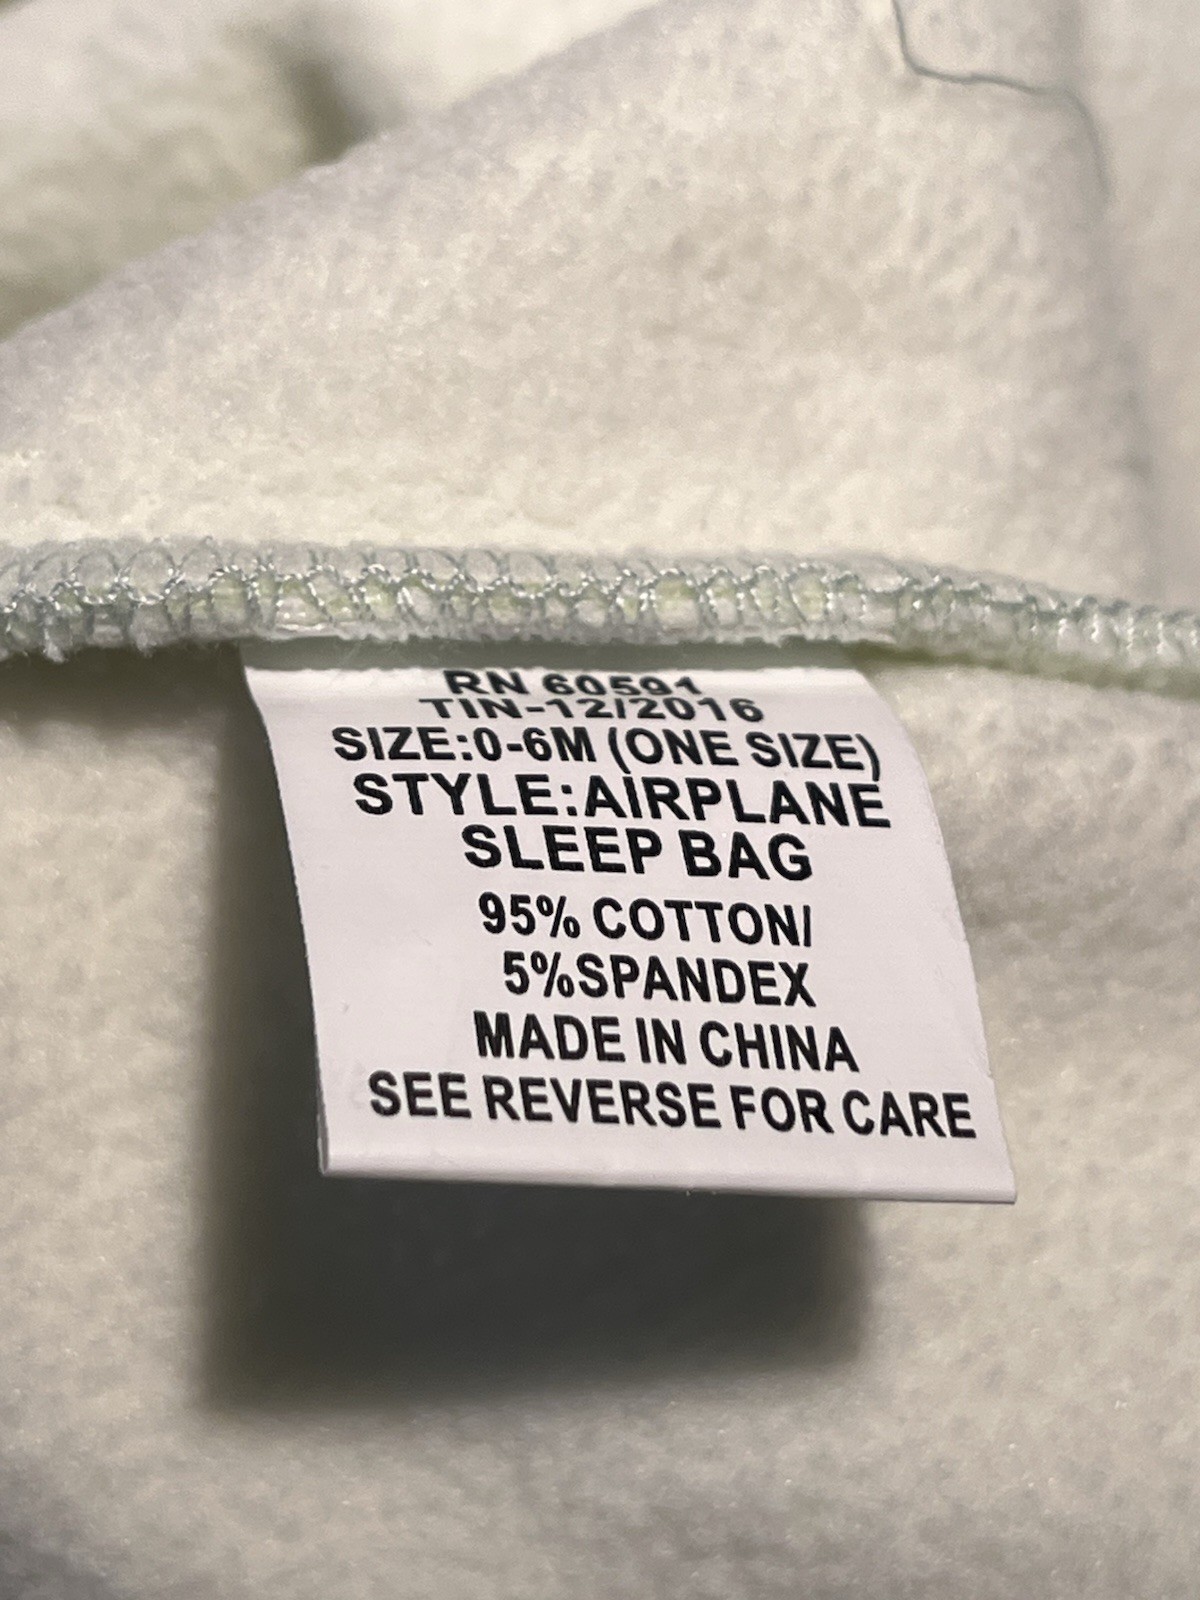 RN 60591
TIN-12/2016
SIZE:0-6M (ONE SIZE)
STYLE:AIRPLANE
SLEEP BAG
95% COTTON/
5%SPANDEX
MADE IN CHINA
SEE REVERSE FOR CARE